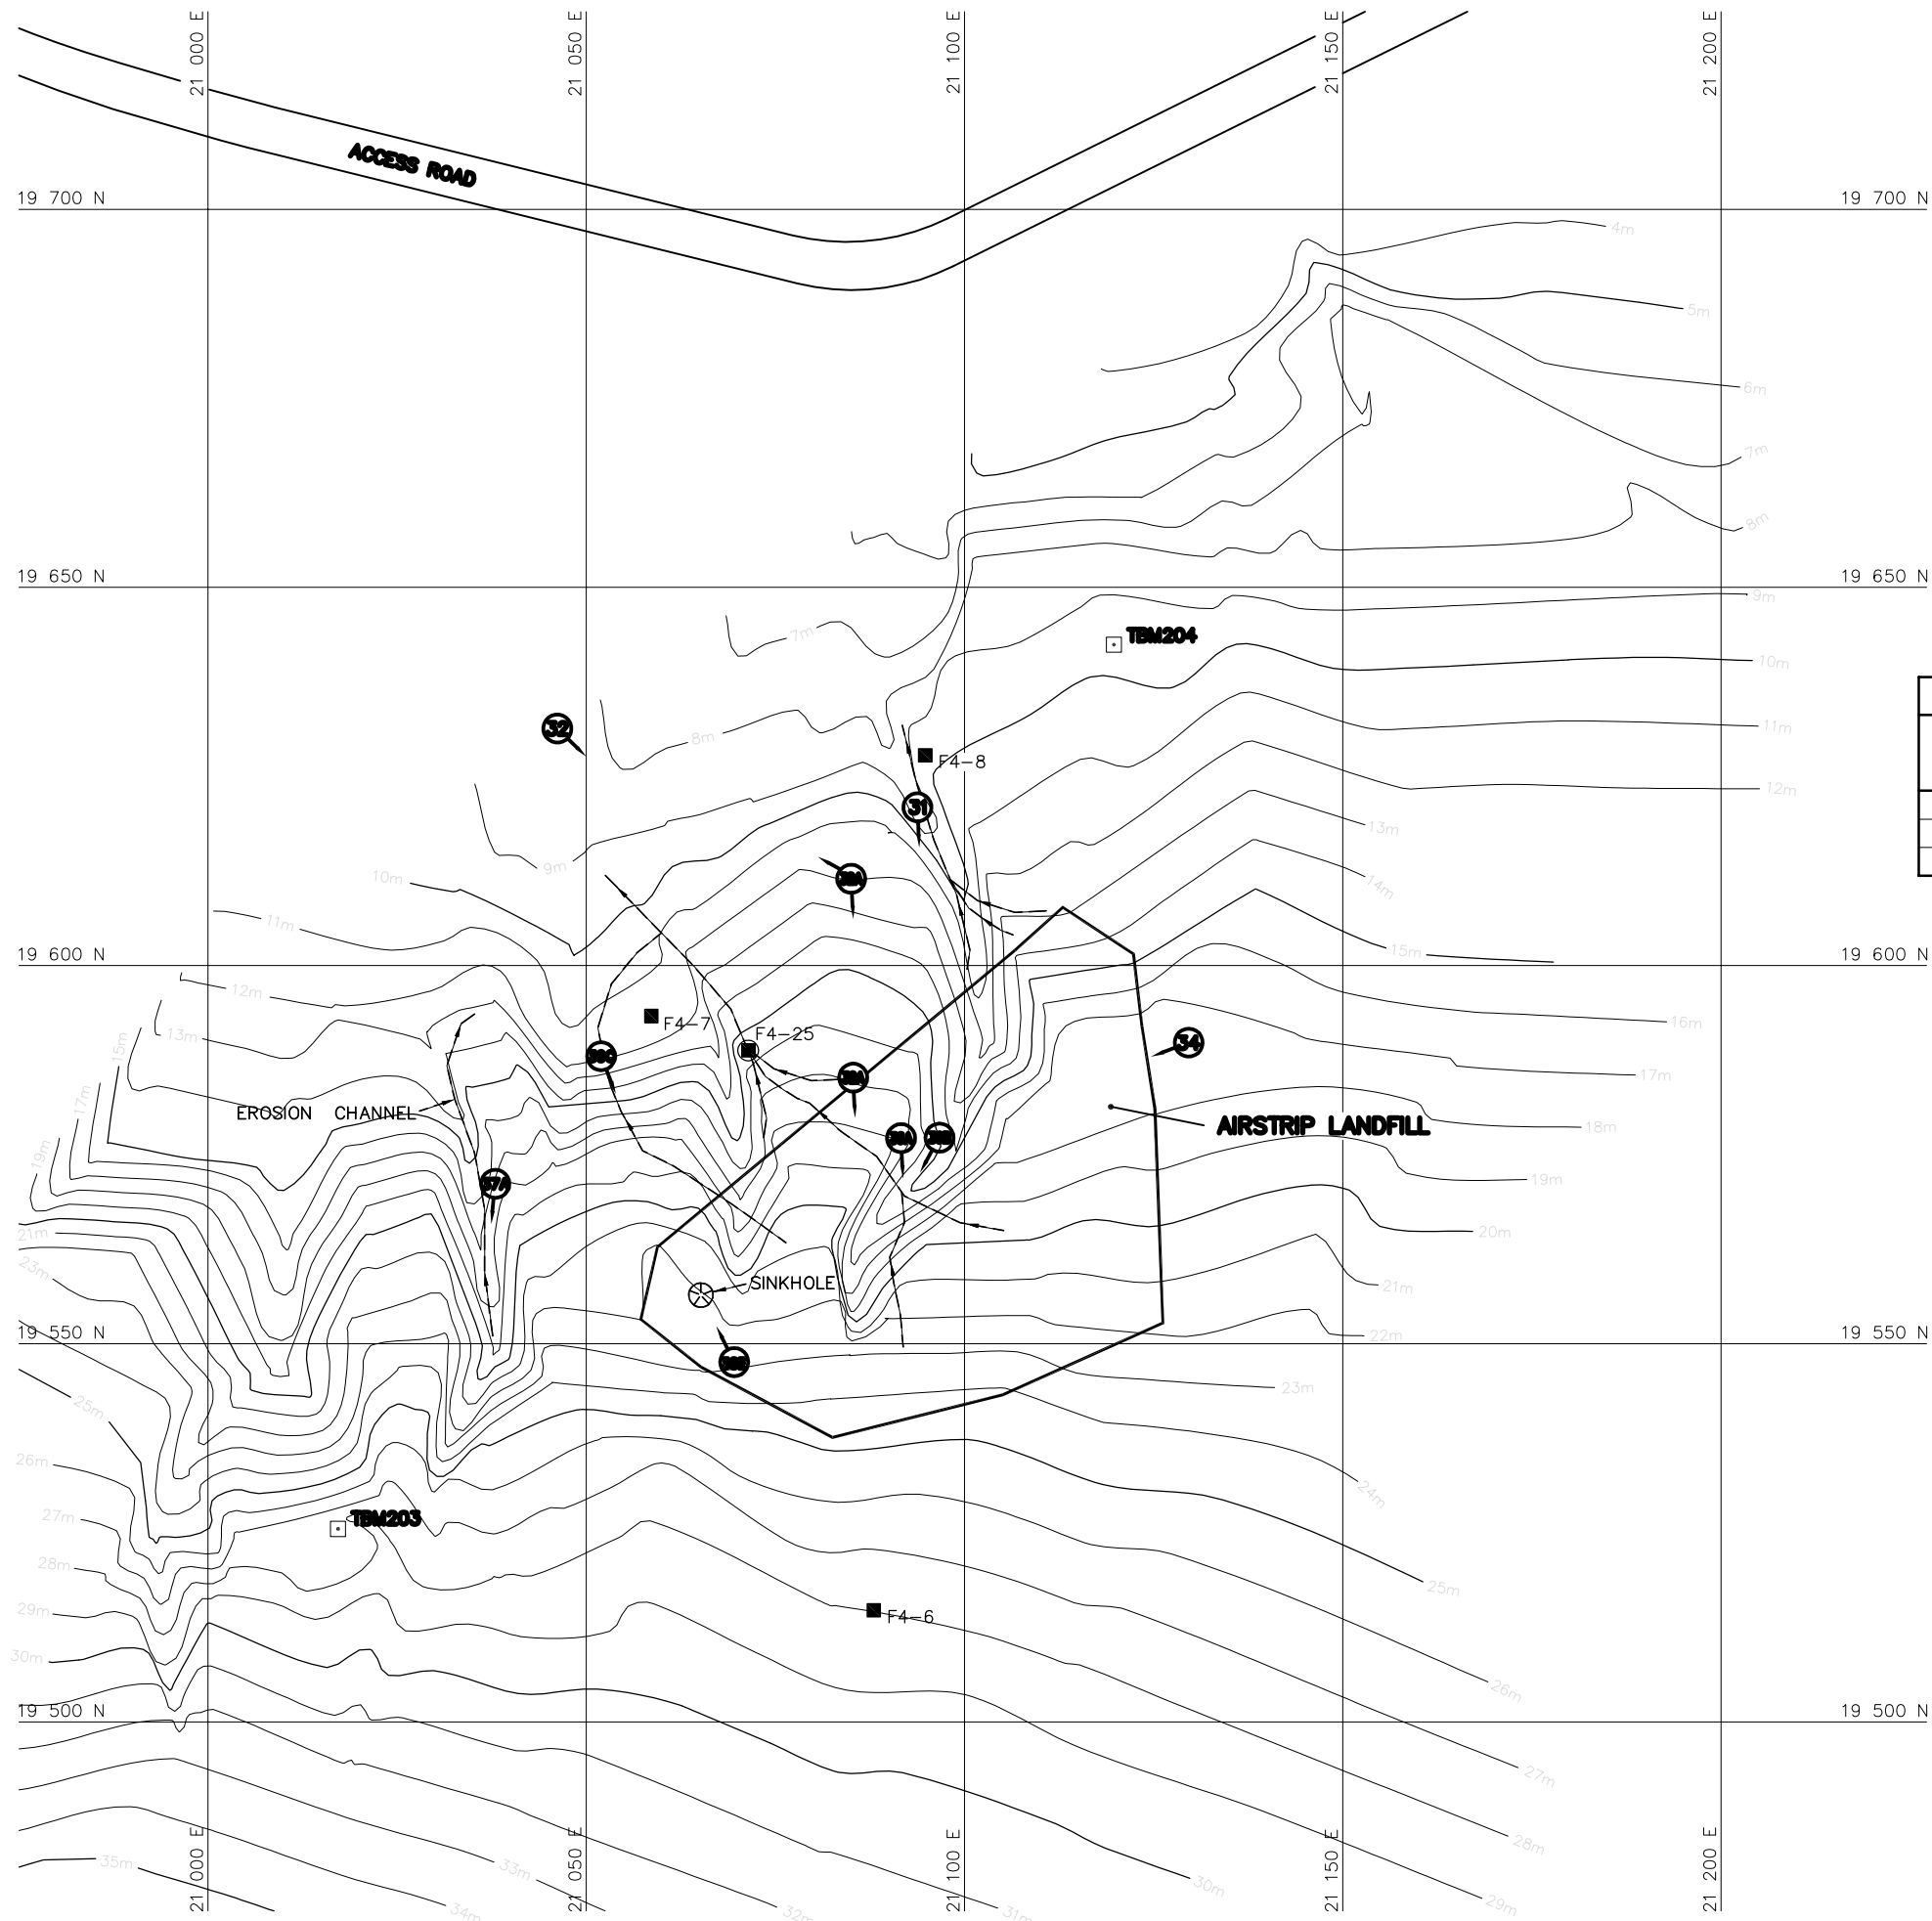 21 000 E
21 050 E
21 100 E
21 150 E
21 200 E
ACCESS ROAD
19 700 N
19 700 N
4m
5m
6m
7m
8m
19 650 N
19 650 N
9m
7m
TBM204
10m
32
8m
11m
F4-8
12m
31
13m
9m
10m
14m
11m
15m
19 600 N
19 600 N
12m
16m
F4-7
13m
F4-25
34
15m
17m
17m
EROSION CHANNEL
AIRSTRIP LANDFILL
18m
19m
37A
19m
21m
20m
23m
SINKHOLE
21m
19 550 N
19 550 N
22m
23m
25m
26m
24m
27m
TBM203
28m
25m
29m
F4-6
30m
26m
19 500 N
19 500 N
27m
28m
35m
33m
30m
29m
34m
32m
31m
21 000 E
21 050 E
21 100 E
21 150 E
21 200 E